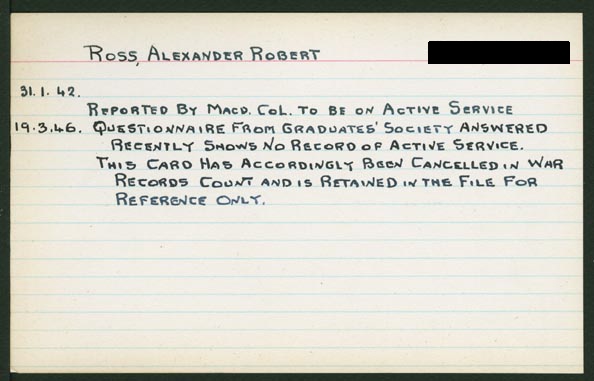 Ross, Alexander Robert
31.1.42.
Reported By Macd. Col. to be on Active Service
19.3.46. Questionnaire From Graduates' Society Answered
Recently Shows No Record of Active Service.
This Card Has Accordingly Been Cancelled in War
Records Count and is Retained in the File For
Reference Only.